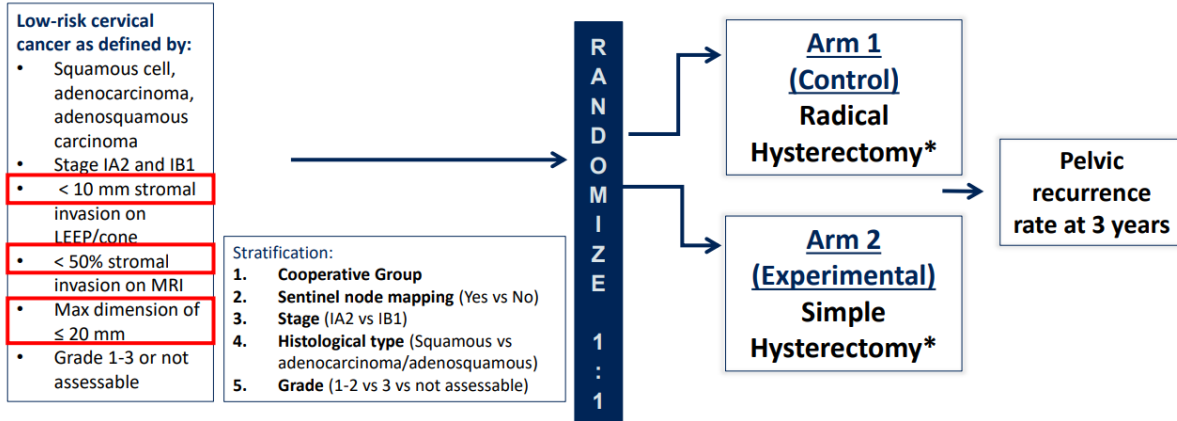 Low-risk cervical
cancer as defined by:
• Squamous cell,
adenocarcinoma,
adenosquamous
carcinoma
• Stage IA2 and IB1
• < 10 mm stromal
invasion on
LEEP/cone
• < 50% stromal
invasion on MRI
• Max dimension of
≤ 20 mm
• Grade 1-3 or not
assessable
Stratification:
1. Cooperative Group
2. Sentinel node mapping (Yes vs No)
3. Stage (IA2 vs IB1)
4. Histological type (Squamous vs
adenocarcinoma/adenosquamous)
5. Grade (1-2 vs 3 vs not assessable)
RANDOMIZE 1:1
Arm 1
(Control)
Radical
Hysterectomy*
Arm 2
(Experimental)
Simple
Hysterectomy*
Pelvic
recurrence
rate at 3 years